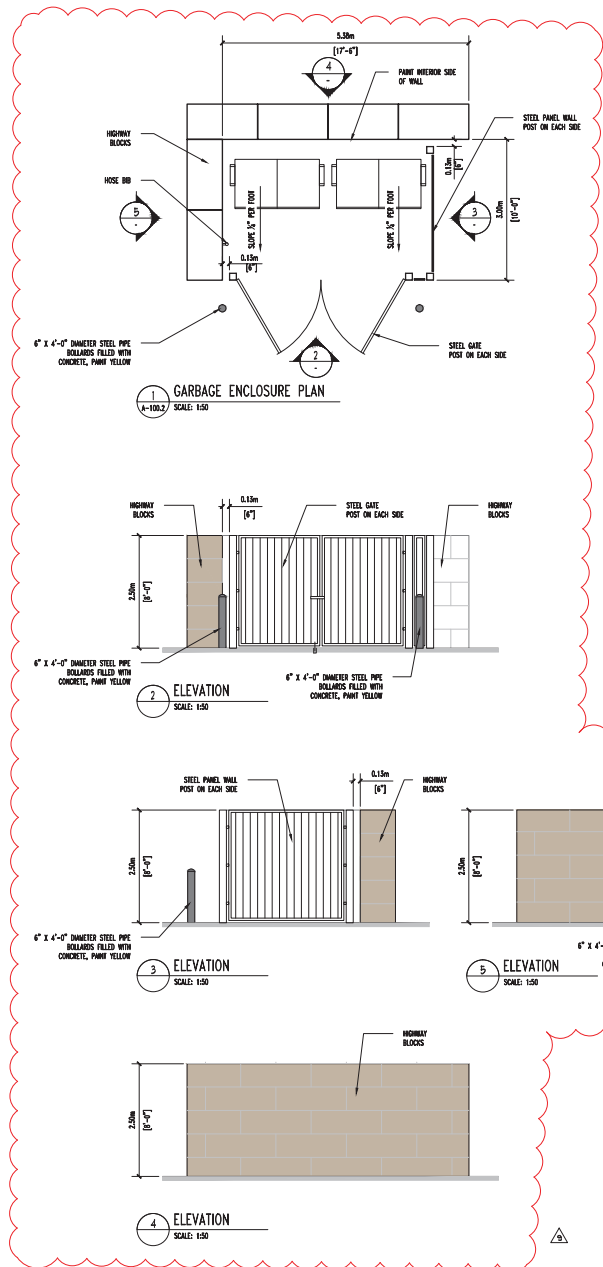 5.38m
[17'-6"]
4
-
PAINT INTERIOR SIDE
OF WALL
STEEL PANEL WALL
POST ON EACH SIDE
HIGHWAY
BLOCKS
HOSE BIB
0.13m
[6"]
5
-
SLOPE ¼" PER FOOT
SLOPE ¼" PER FOOT
3
-
3.00m
[10'-0"]
0.13m
[6"]
6" X 4'-0" DIAMETER STEEL PIPE
BOLLARDS FILLED WITH
CONCRETE, PAINT YELLOW
2
-
STEEL GATE
POST ON EACH SIDE
1
A-100.2
GARBAGE ENCLOSURE PLAN
SCALE: 1:50
HIGHWAY
BLOCKS
0.13m
[6"]
STEEL GATE
POST ON EACH SIDE
HIGHWAY
BLOCKS
2.50m
[8'-0"]
6" X 4'-0" DIAMETER STEEL PIPE
BOLLARDS FILLED WITH
CONCRETE, PAINT YELLOW
6" X 4'-0" DIAMETER STEEL PIPE
BOLLARDS FILLED WITH
CONCRETE, PAINT YELLOW
2
ELEVATION
SCALE: 1:50
STEEL PANEL WALL
POST ON EACH SIDE
0.13m
[6"]
HIGHWAY
BLOCKS
2.50m
[8'-0"]
2.50m
[8'-0"]
6" X 4'-0" DIAMETER STEEL PIPE
BOLLARDS FILLED WITH
CONCRETE, PAINT YELLOW
6" X 4'-
3
ELEVATION
SCALE: 1:50
5
ELEVATION
SCALE: 1:50
HIGHWAY
BLOCKS
2.50m
[8'-0"]
4
ELEVATION
SCALE: 1:50
9